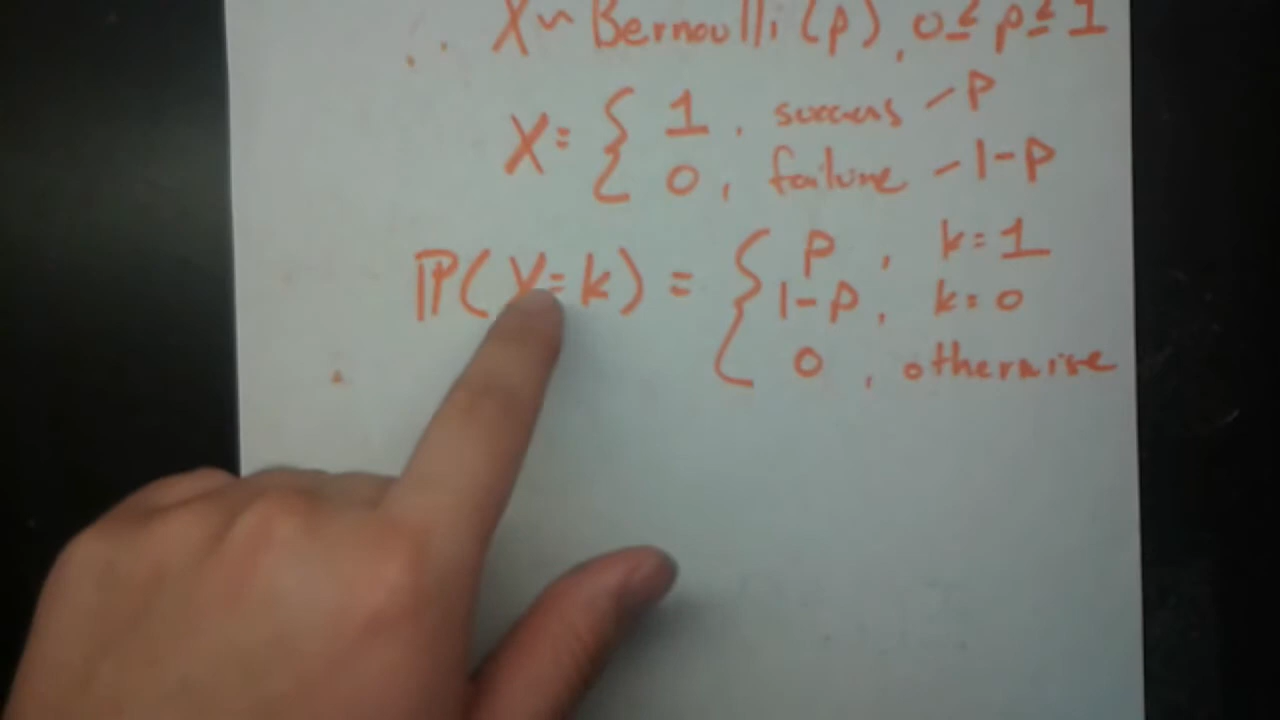 ∴ X ~ Bernoulli (p), 0 ≤ p ≤ 1
X = { 1, success - p
0, failure - 1-p
ℙ(X=k) = { p, k=1
1-p, k=0
0, otherwise